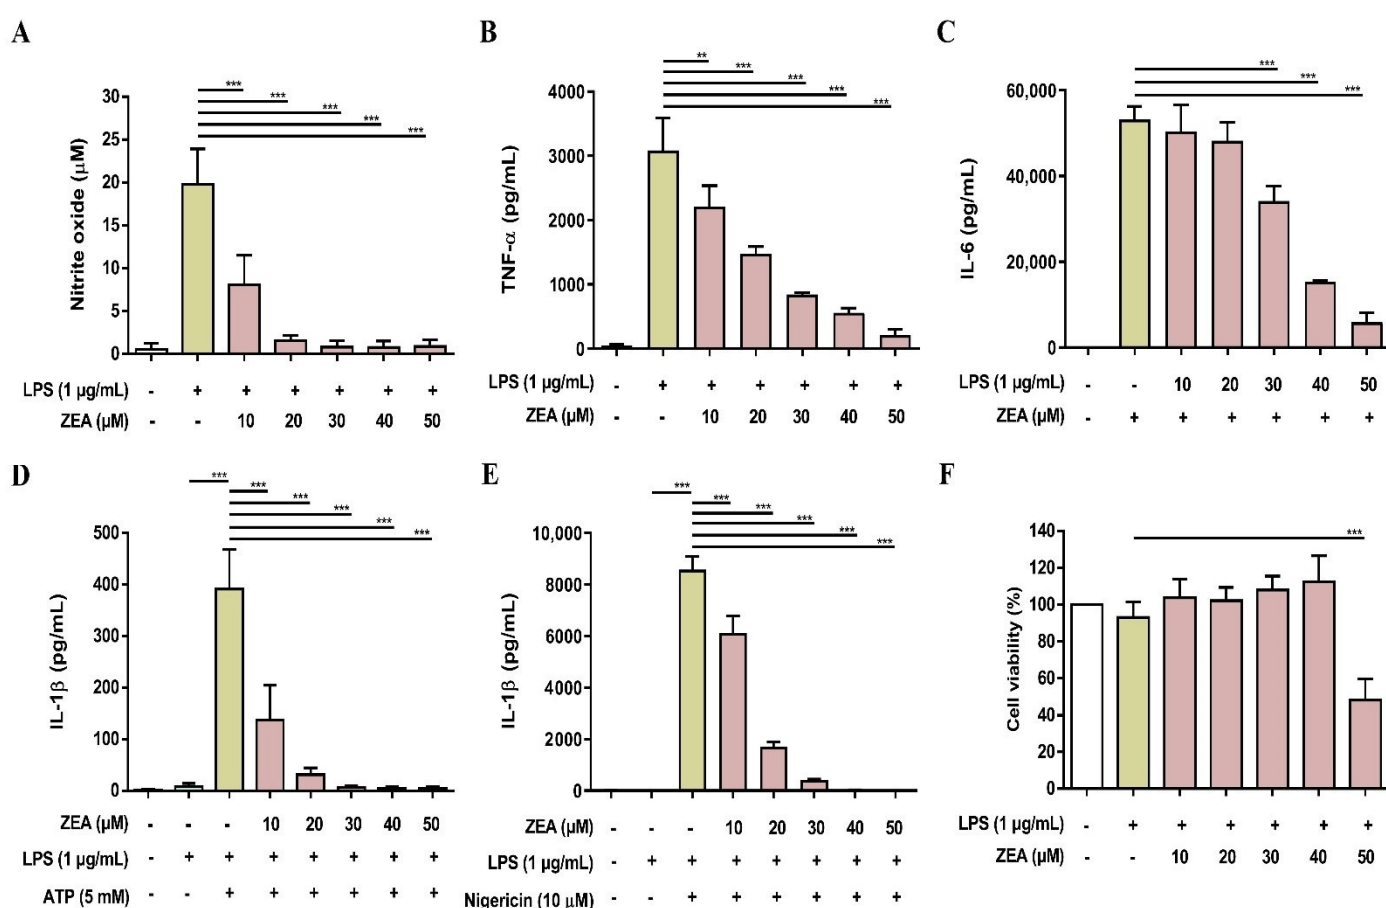 A
***
***
***
***
***
Nitrite oxide (µM)
30
25
20
15
10
5
0
LPS (1 µg/mL) - + + + + + +
ZEA (µM) - - 10 20 30 40 50
B
**
***
***
***
***
TNF-α (pg/mL)
4000
3000
2000
1000
0
LPS (1 µg/mL) - + + + + + +
ZEA (µM) - - 10 20 30 40 50
C
***
***
***
IL-6 (pg/mL)
60,000
40,000
20,000
0
LPS (1 µg/mL) - - 10 20 30 40 50
ZEA (µM) - + + + + + +
D
***
***
***
***
***
***
IL-1β (pg/mL)
500
400
300
200
100
0
ZEA (µM) - - - 10 20 30 40 50
LPS (1 µg/mL) - + + + + + + +
ATP (5 mM) - - + + + + + +
E
***
***
***
***
***
***
IL-1β (pg/mL)
10,000
8000
6000
4000
2000
0
ZEA (µM) - - - 10 20 30 40 50
LPS (1 µg/mL) - + + + + + + +
Nigericin (10 µM) - - + + + + + +
F
***
Cell viability (%)
140
120
100
80
60
40
20
0
LPS (1 µg/mL) - + + + + + +
ZEA (µM) - - 10 20 30 40 50